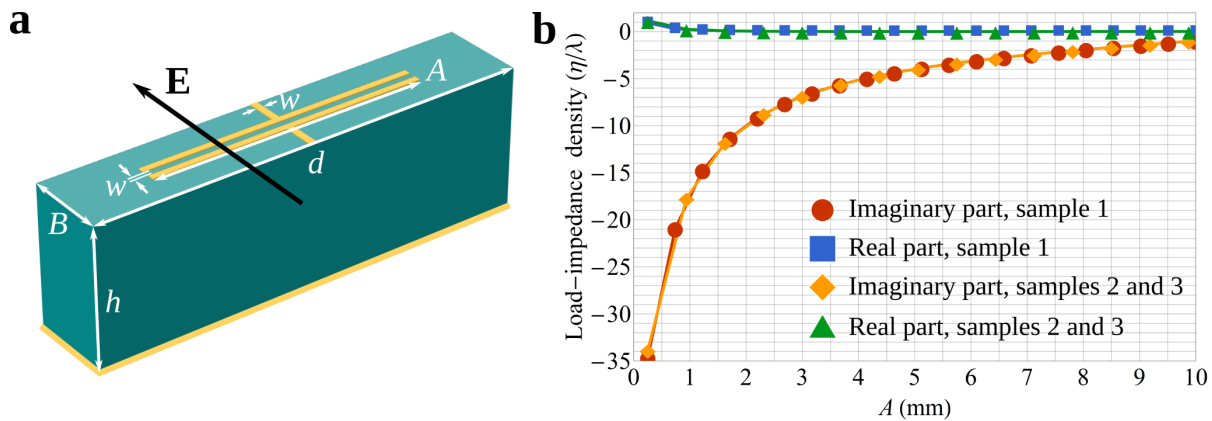 a
E
w
A
w
d
B
h
b
Load−impedance density (η/λ)
0
−5
−10
−15
−20
−25
−30
−35
0 1 2 3 4 5 6 7 8 9 10
A (mm)
Imaginary part, sample 1
Real part, sample 1
Imaginary part, samples 2 and 3
Real part, samples 2 and 3